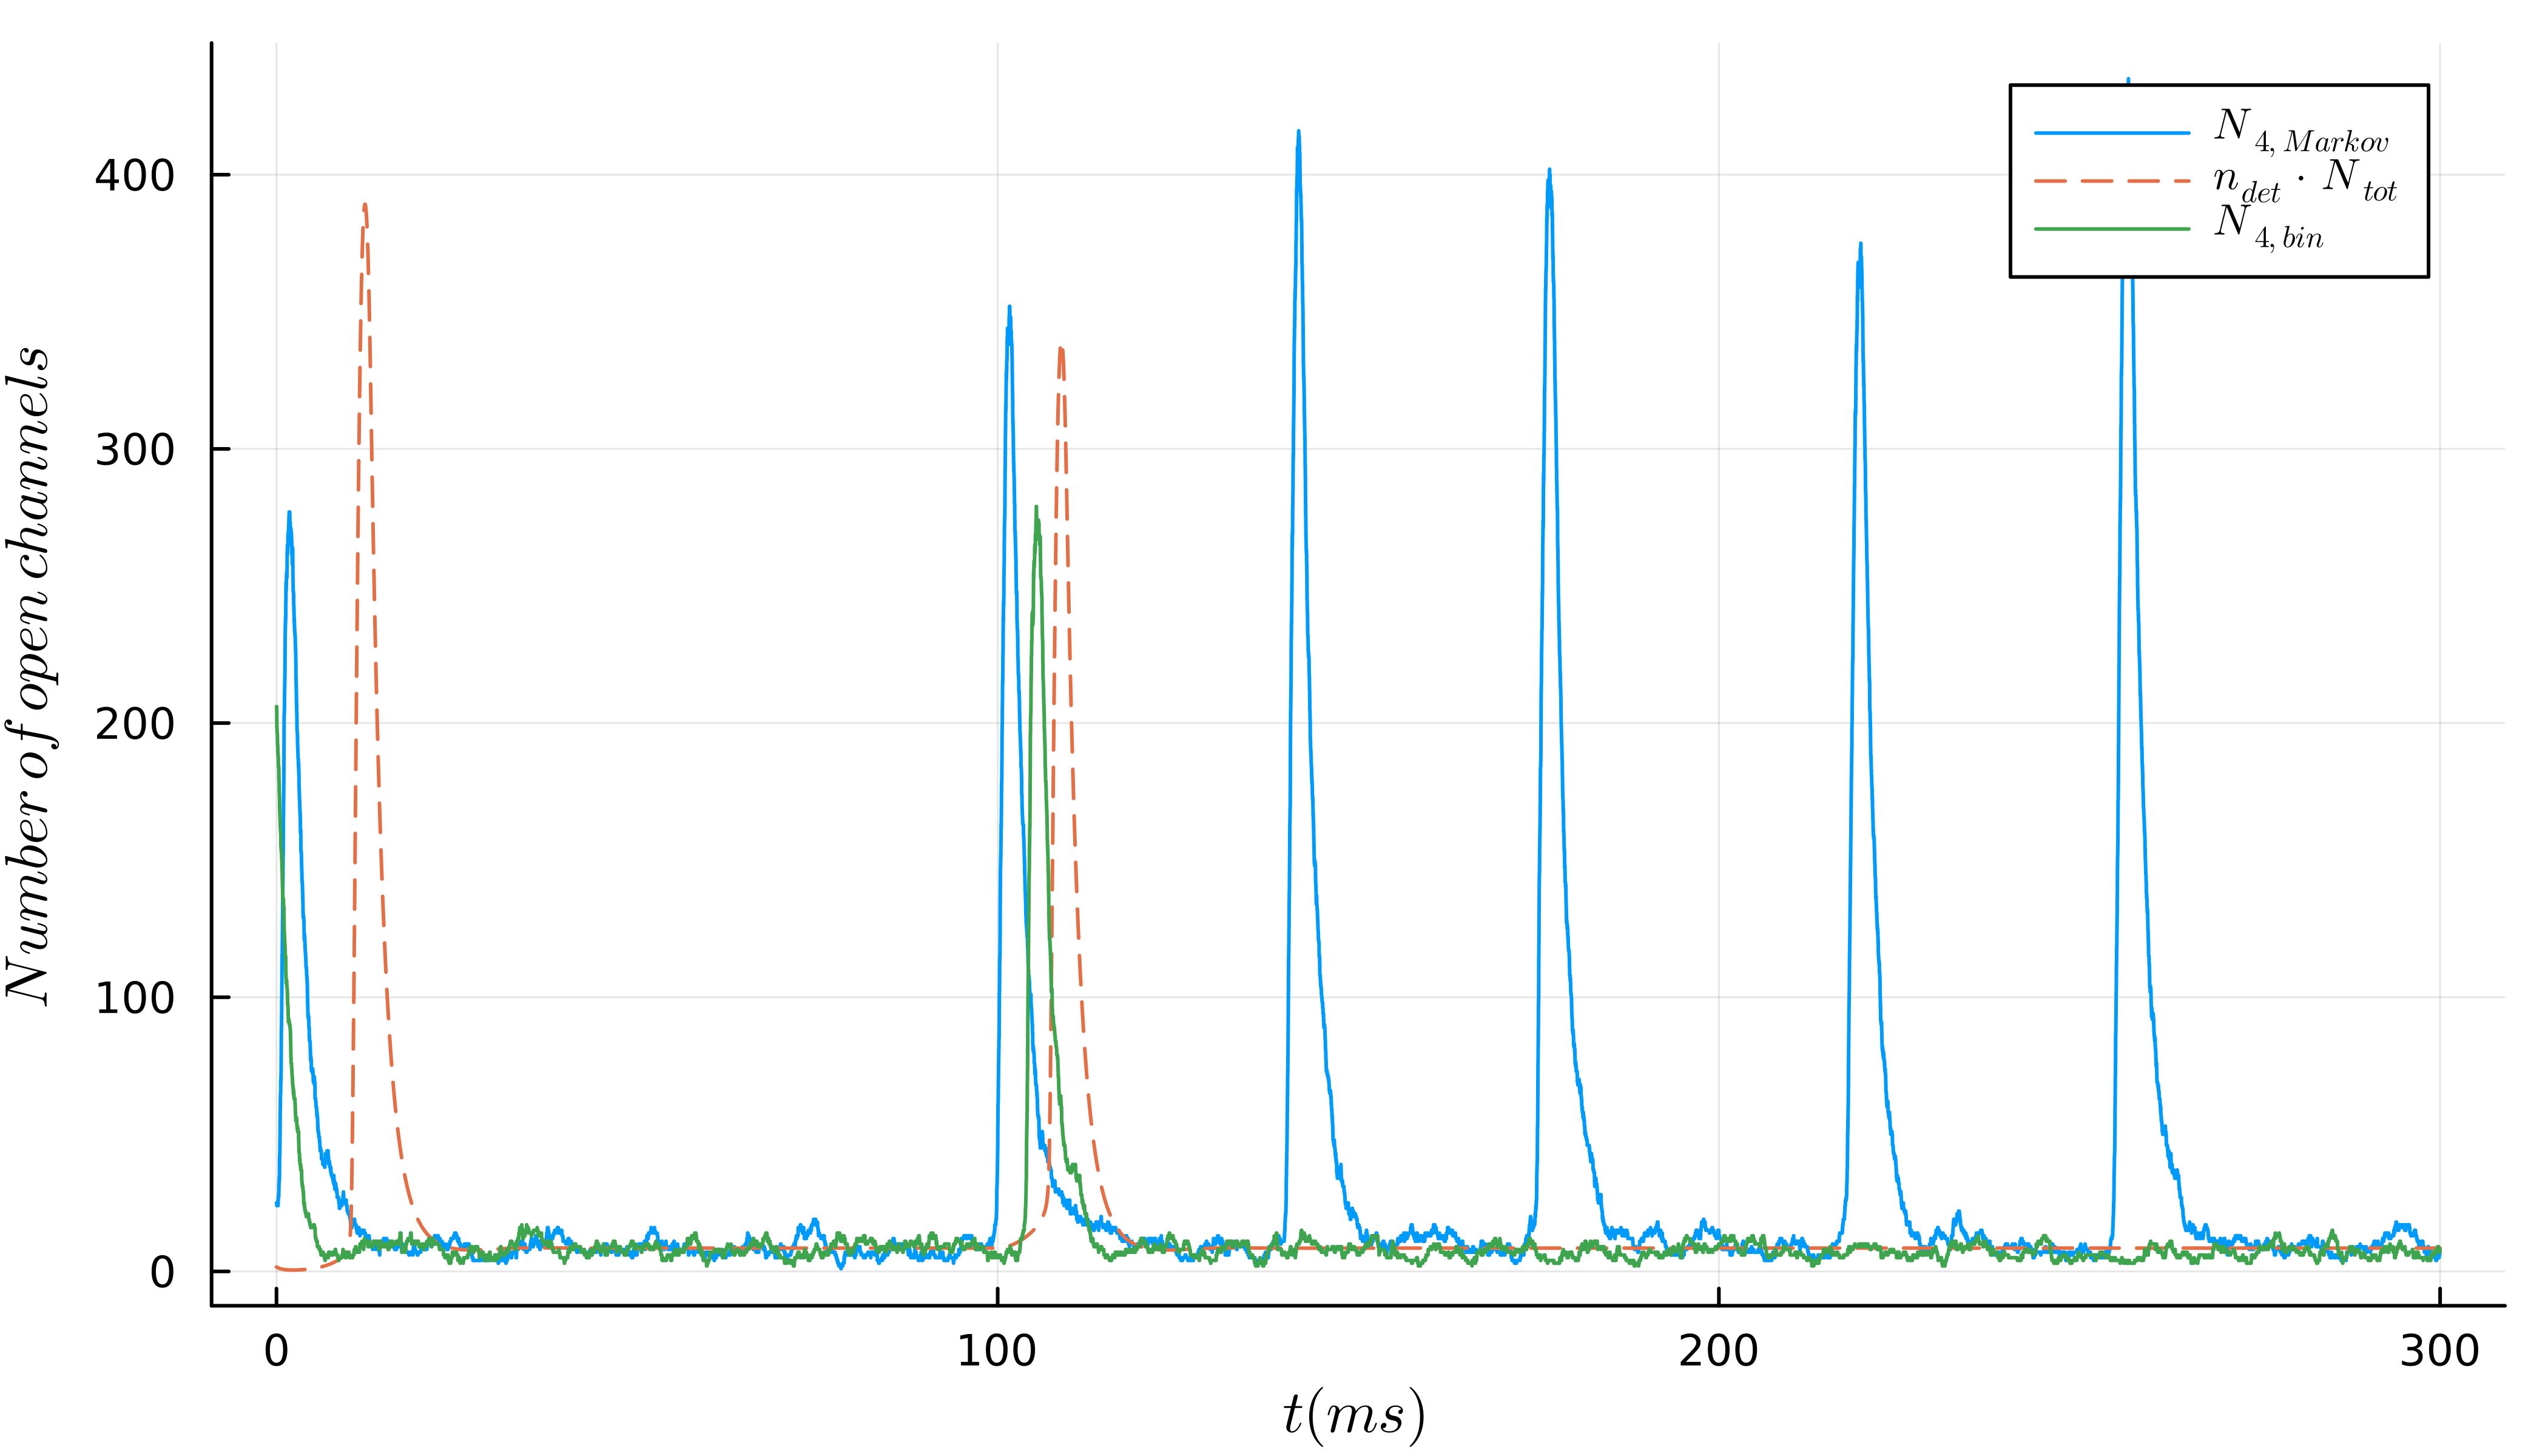 Number of open channels
400
300
200
100
0
0 100 200 300
t(ms)
N4, Markov
ndet · Ntot
N4, bin